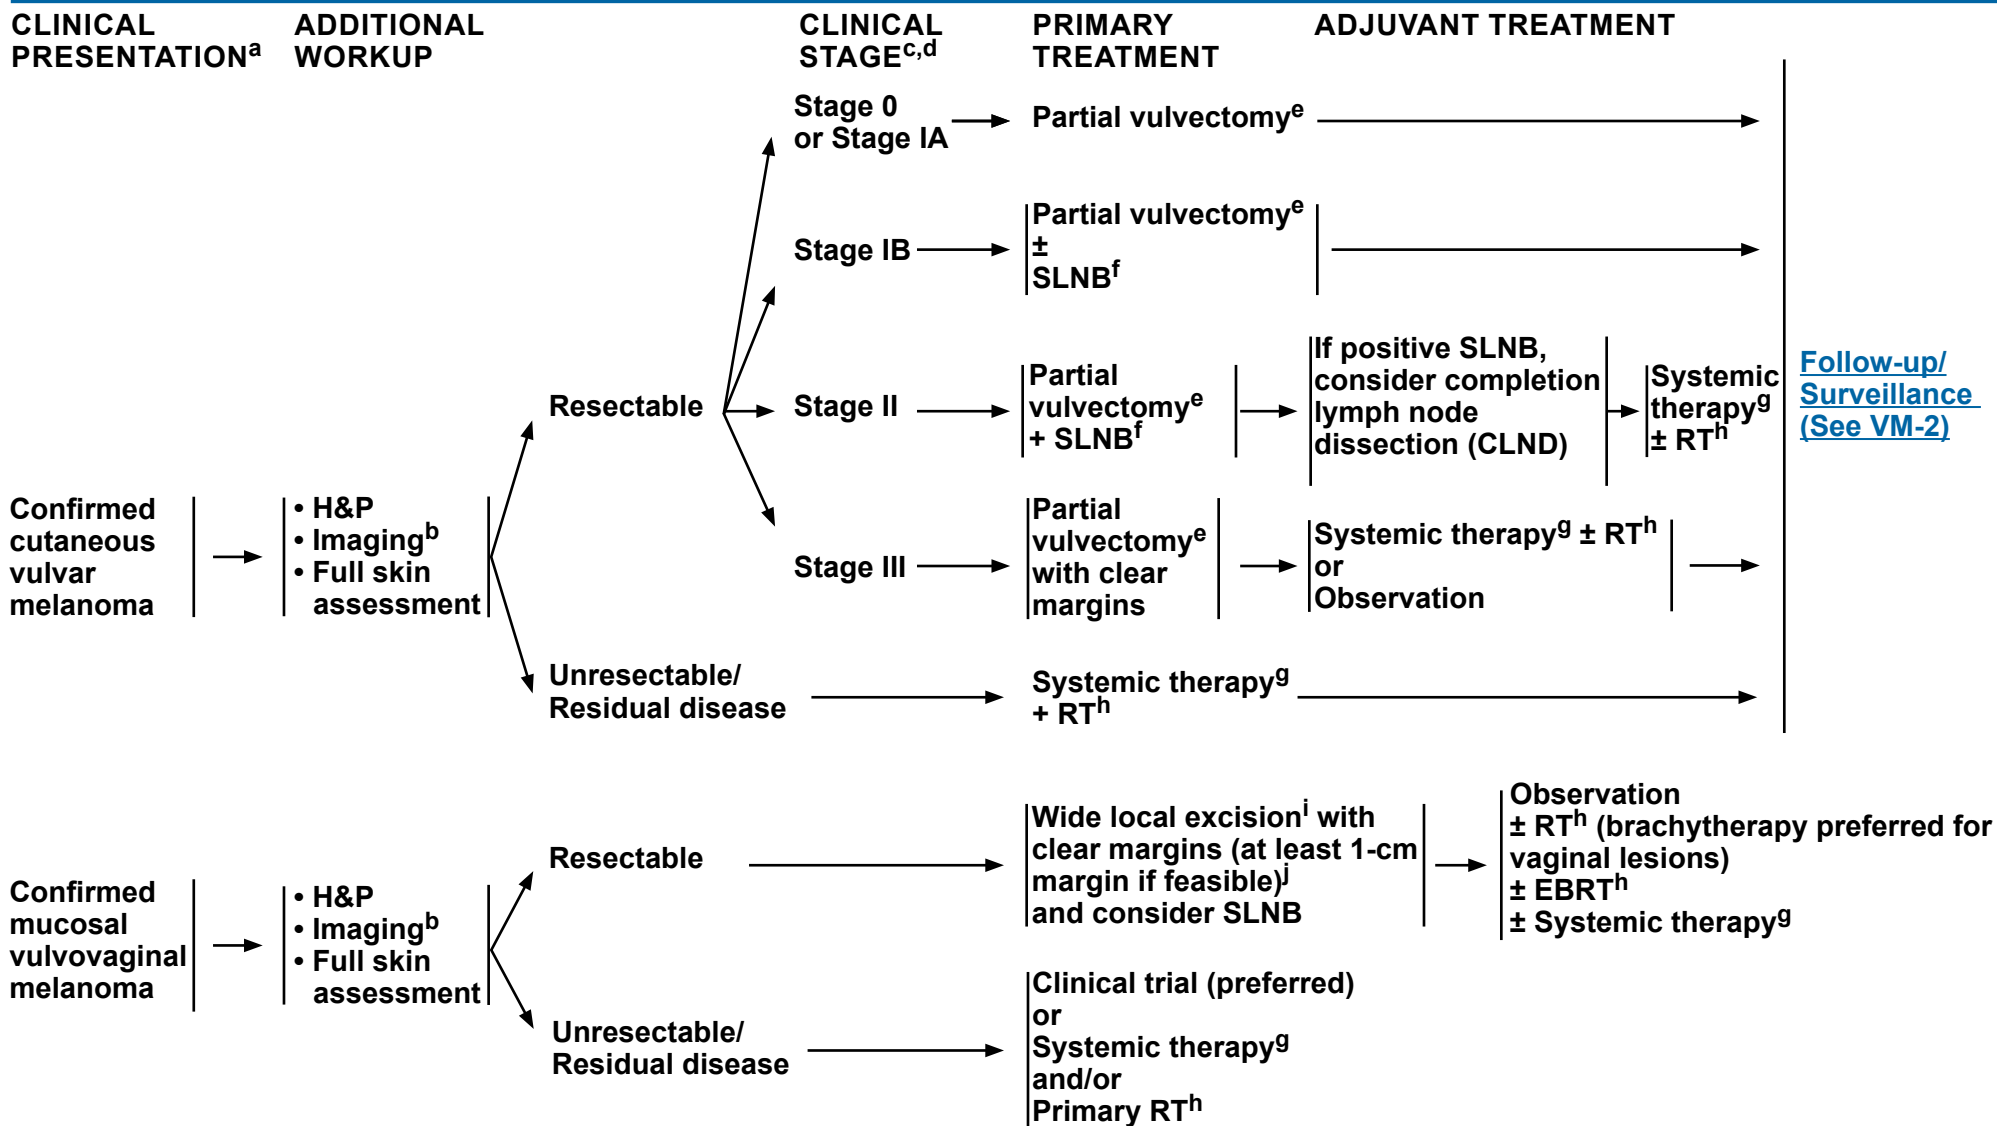 CLINICAL
PRESENTATIONa
ADDITIONAL
WORKUP
CLINICAL
STAGEc,d
PRIMARY
TREATMENT
ADJUVANT TREATMENT
Stage 0
or Stage IA
Partial vulvectomye
Stage IB
Partial vulvectomye
±
SLNBf
Resectable
Stage II
Partial
vulvectomye
+ SLNBf
If positive SLNB,
consider completion
lymph node
dissection (CLND)
Systemic
therapyg
± RTh
Follow-up/
Surveillance
(See VM-2)
Confirmed
cutaneous
vulvar
melanoma
• H&P
• Imagingb
• Full skin
assessment
Stage III
Partial
vulvectomye
with clear
margins
Systemic therapyg ± RTh
or
Observation
Unresectable/
Residual disease
Systemic therapyg
+ RTh
Confirmed
mucosal
vulvovaginal
melanoma
• H&P
• Imagingb
• Full skin
assessment
Resectable
Wide local excisioni with
clear margins (at least 1-cm
margin if feasible)j
and consider SLNB
Observation
± RTh (brachytherapy preferred for
vaginal lesions)
± EBRTh
± Systemic therapyg
Unresectable/
Residual disease
Clinical trial (preferred)
or
Systemic therapyg
and/or
Primary RTh